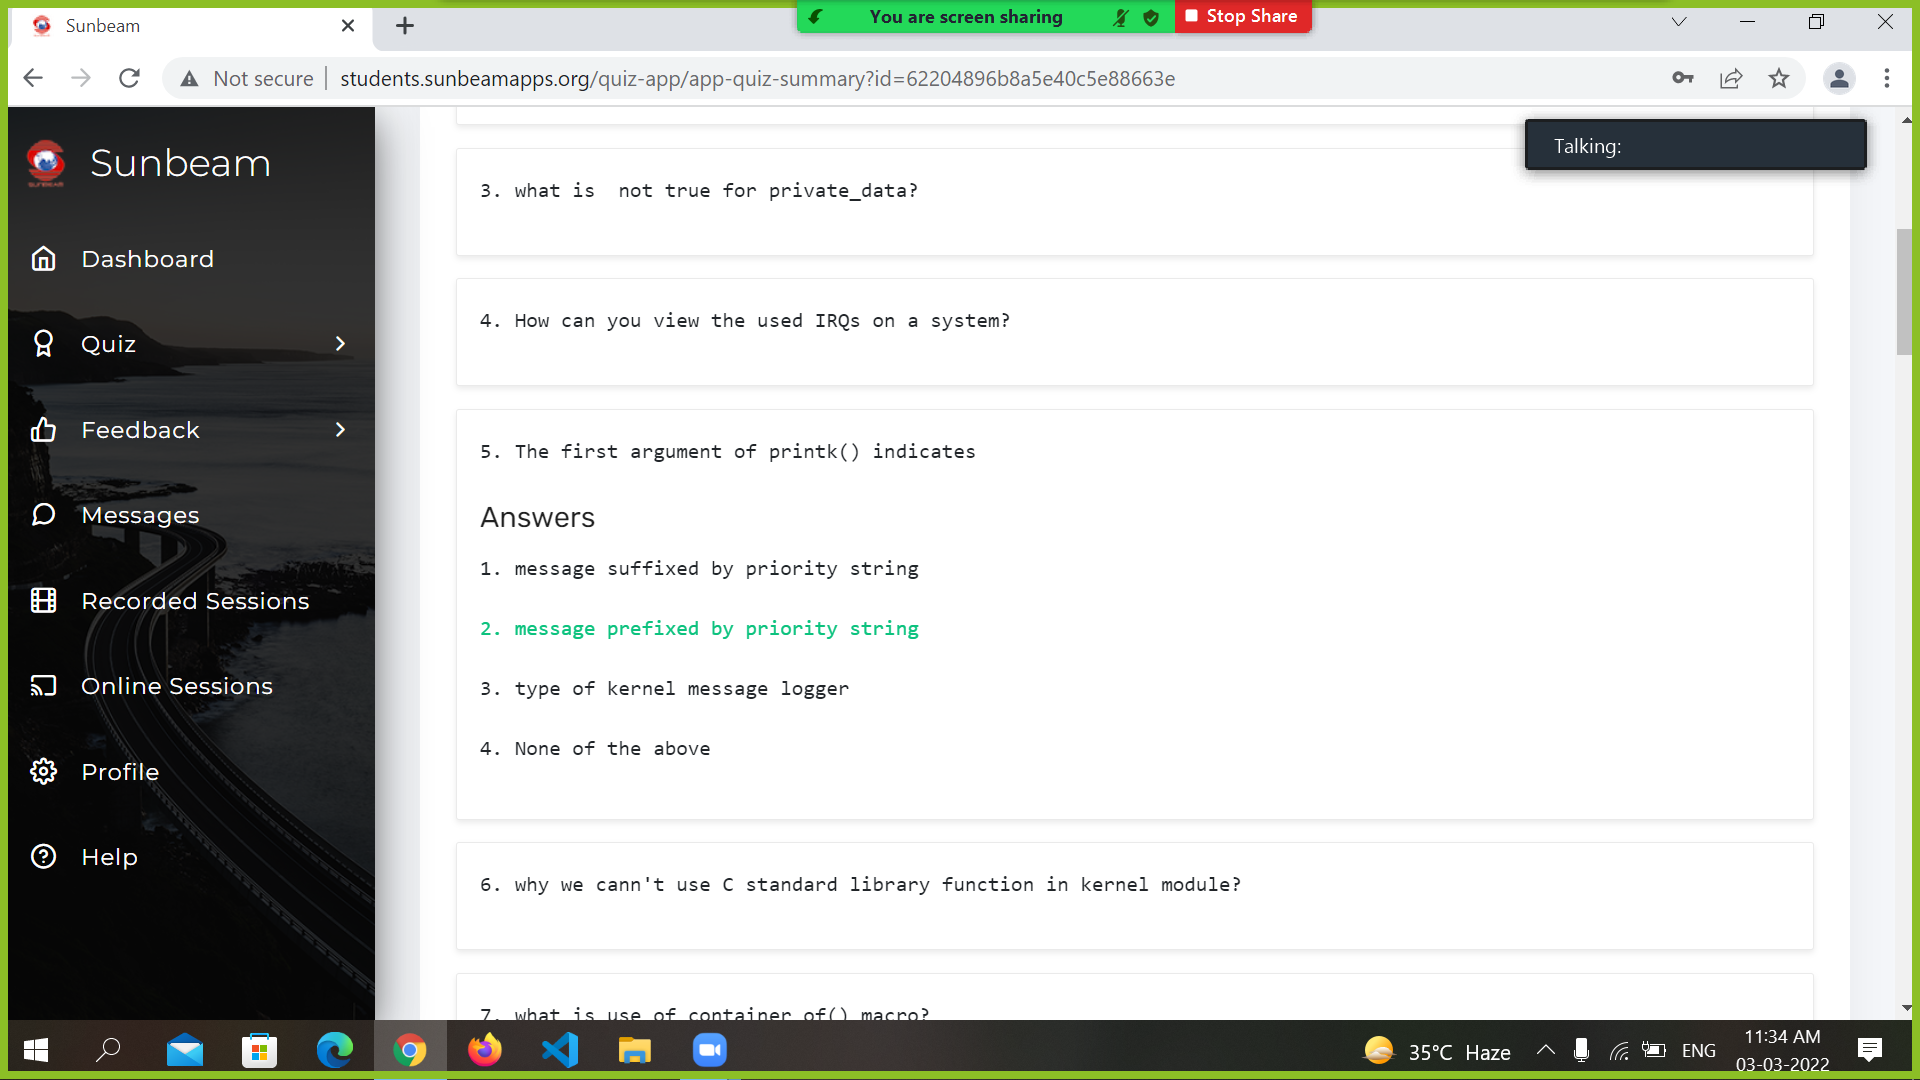 Sunbeam
You are screen sharing
Stop Share
Not secure
students.sunbeamapps.org/quiz-app/app-quiz-summary?id=62204896b8a5e40c5e88663e
Talking:
Sunbeam
Dashboard
Quiz
Feedback
Messages
Recorded Sessions
Online Sessions
Profile
Help
3. what is  not true for private_data?
4. How can you view the used IRQs on a system?
5. The first argument of printk() indicates
Answers
1. message suffixed by priority string
2. message prefixed by priority string
3. type of kernel message logger
4. None of the above
6. why we cann't use C standard library function in kernel module?
7. what is use of container_of() macro?
35°C Haze
ENG
11:34 AM
03-03-2022